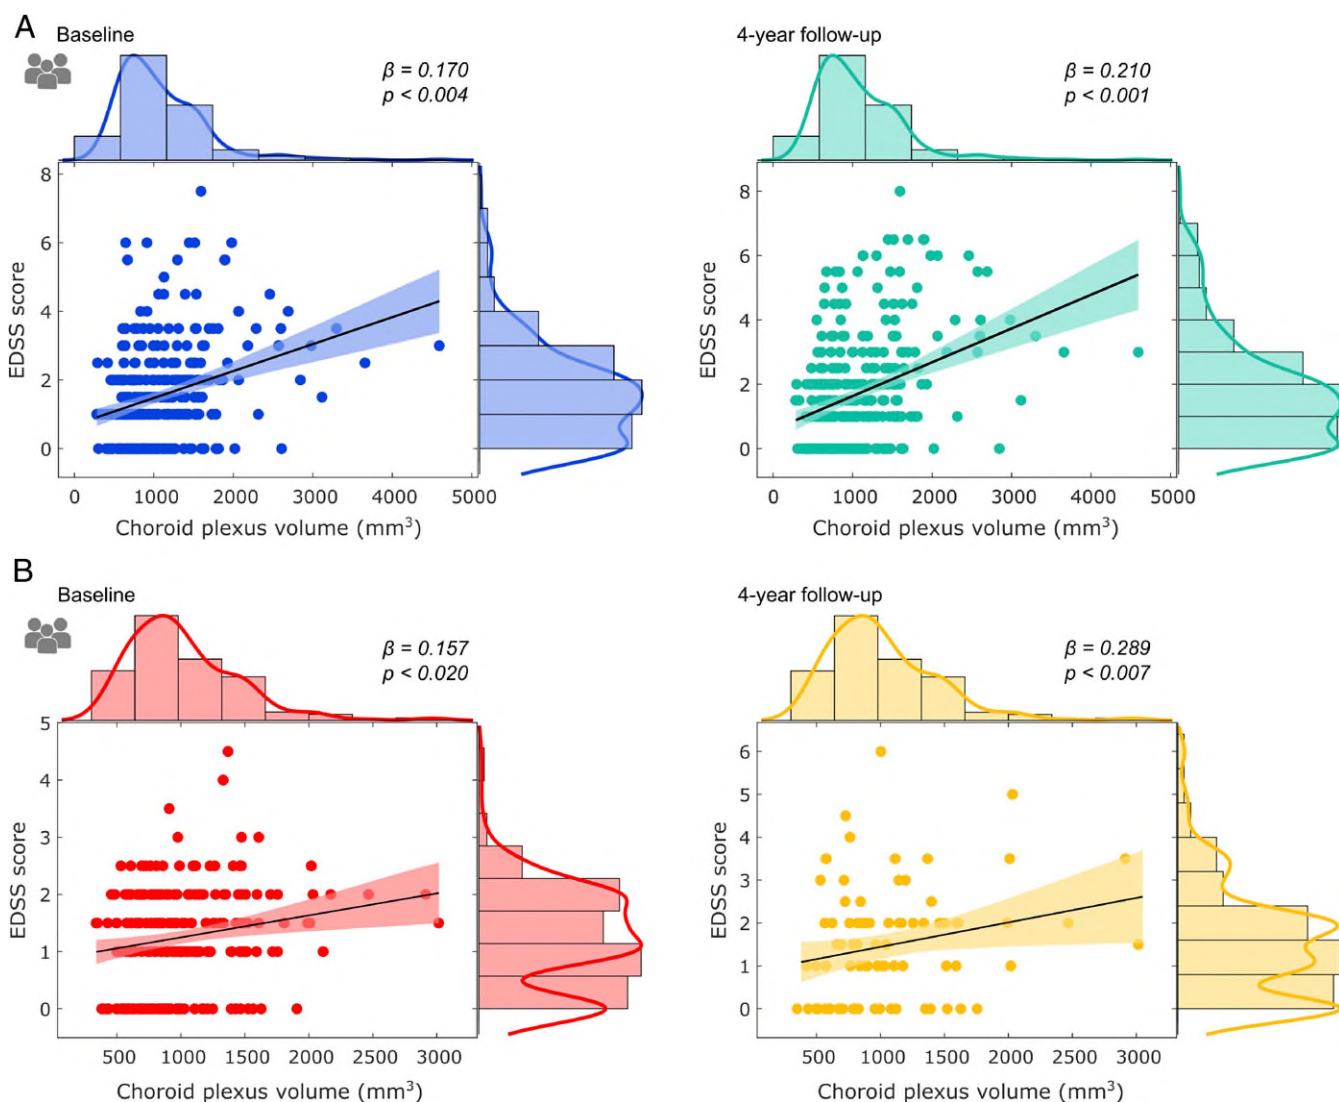 A
Baseline
β = 0.170
p < 0.004
8
6
4
2
0
EDSS score
0 1000 2000 3000 4000 5000
Choroid plexus volume (mm³)
4-year follow-up
β = 0.210
p < 0.001
8
6
4
2
0
EDSS score
0 1000 2000 3000 4000 5000
Choroid plexus volume (mm³)
B
Baseline
β = 0.157
p < 0.020
5
4
3
2
1
0
EDSS score
500 1000 1500 2000 2500 3000
Choroid plexus volume (mm³)
4-year follow-up
β = 0.289
p < 0.007
6
5
4
3
2
1
0
EDSS score
500 1000 1500 2000 2500 3000
Choroid plexus volume (mm³)